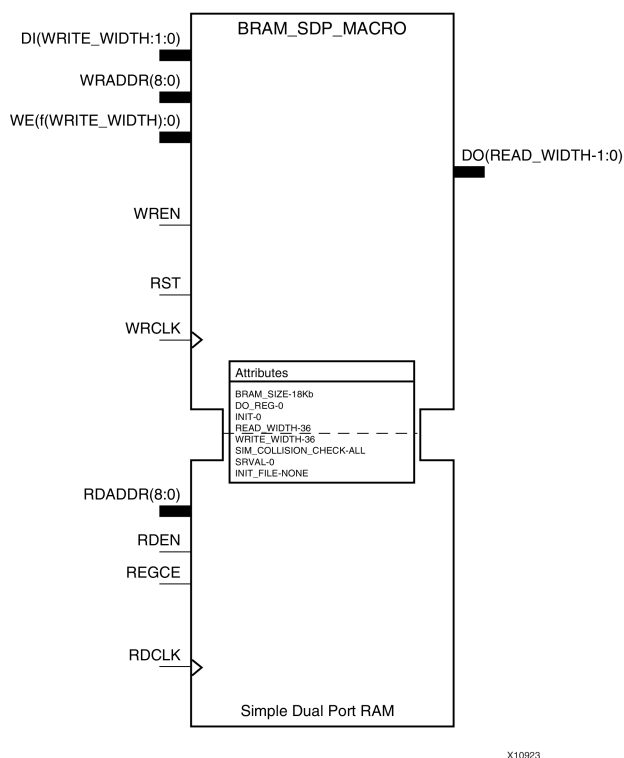 BRAM_SDP_MACRO
DI(WRITE_WIDTH:1:0)
WRADDR(8:0)
WE(f(WRITE_WIDTH):0)
DO(READ_WIDTH-1:0)
WREN
RST
WRCLK
Attributes
BRAM_SIZE-18Kb
DO_REG-0
INIT-0
READ_WIDTH-36
WRITE_WIDTH-36
SIM_COLLISION_CHECK-ALL
SRVAL-0
INIT_FILE-NONE
RDADDR(8:0)
RDEN
REGCE
RDCLK
Simple Dual Port RAM
X10923